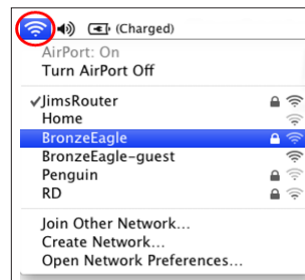 (Charged)
AirPort: On
Turn AirPort Off
✓JimsRouter
Home
BronzeEagle
BronzeEagle-guest
Penguin
RD
Join Other Network...
Create Network...
Open Network Preferences...